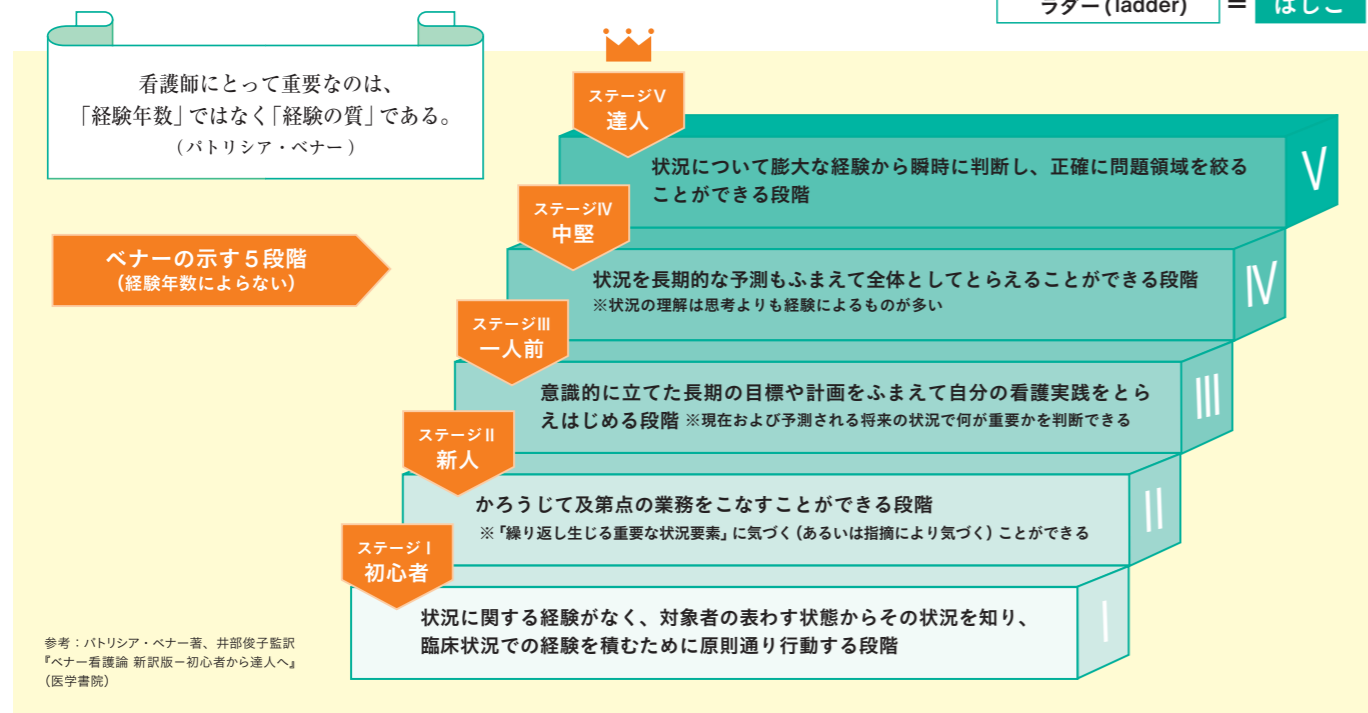 ラダー(ladder) = はしご
看護師にとって重要なのは、
「経験年数」ではなく「経験の質」である。
(パトリシア・ベナー)
ベナーの示す5段階
(経験年数によらない)
ステージⅤ
達人
状況について膨大な経験から瞬時に判断し、正確に問題領域を絞る
ことができる段階
Ⅴ
ステージⅣ
中堅
状況を長期的な予測もふまえて全体としてとらえることができる段階
※状況の理解は思考よりも経験によるものが多い
Ⅳ
ステージⅢ
一人前
意識的に立てた長期の目標や計画をふまえて自分の看護実践をとら
えはじめる段階 ※現在および予測される将来の状況で何が重要かを判断できる
Ⅲ
ステージⅡ
新人
かろうじて及第点の業務をこなすことができる段階
※「繰り返し生じる重要な状況要素」に気づく(あるいは指摘により気づく)ことができる
Ⅱ
ステージⅠ
初心者
状況に関する経験がなく、対象者の表わす状態からその状況を知り、
臨床状況での経験を積むために原則通り行動する段階
Ⅰ
参考:パトリシア・ベナー著、井部俊子監訳
『ベナー看護論 新訳版−初心者から達人へ』
(医学書院)